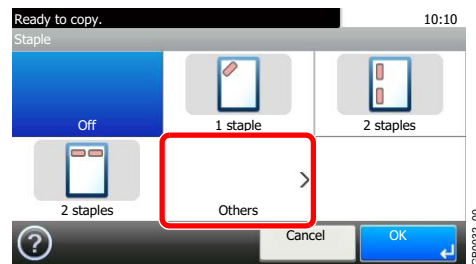 Ready to copy. 10:10
Staple
Off 1 staple 2 staples
2 staples Others
? Cancel OK